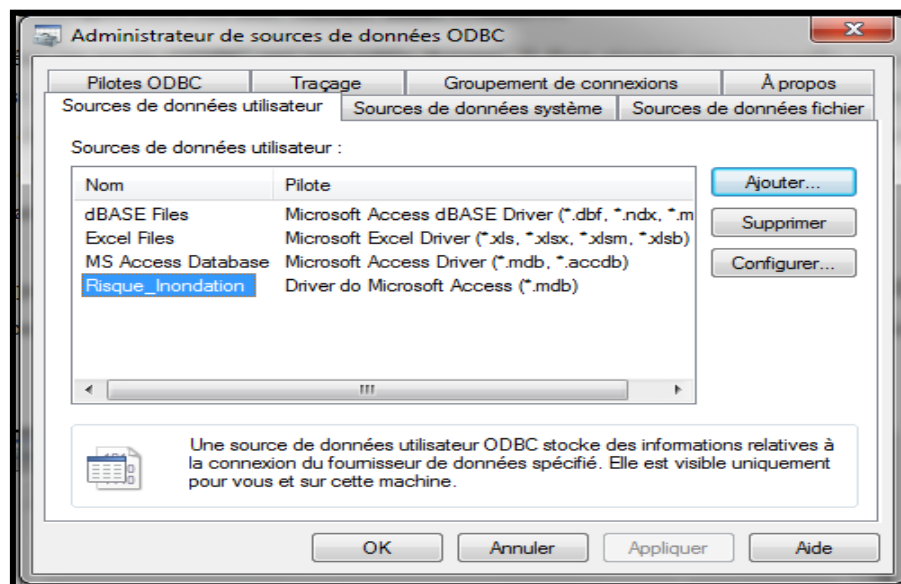 Administrateur de sources de données ODBC
Pilotes ODBC Traçage Groupement de connexions À propos
Sources de données utilisateur Sources de données système Sources de données fichier
Sources de données utilisateur :
Nom Pilote
dBASE Files Microsoft Access dBASE Driver (*.dbf, *.ndx, *.m
Excel Files Microsoft Excel Driver (*.xls, *.xlsx, *.xlsm, *.xlsb)
MS Access Database Microsoft Access Driver (*.mdb, *.accdb)
Risque_Inondation Driver do Microsoft Access (*.mdb)
Ajouter...
Supprimer
Configurer...
Une source de données utilisateur ODBC stocke des informations relatives à
la connexion du fournisseur de données spécifié. Elle est visible uniquement
pour vous et sur cette machine.
OK Annuler Appliquer Aide